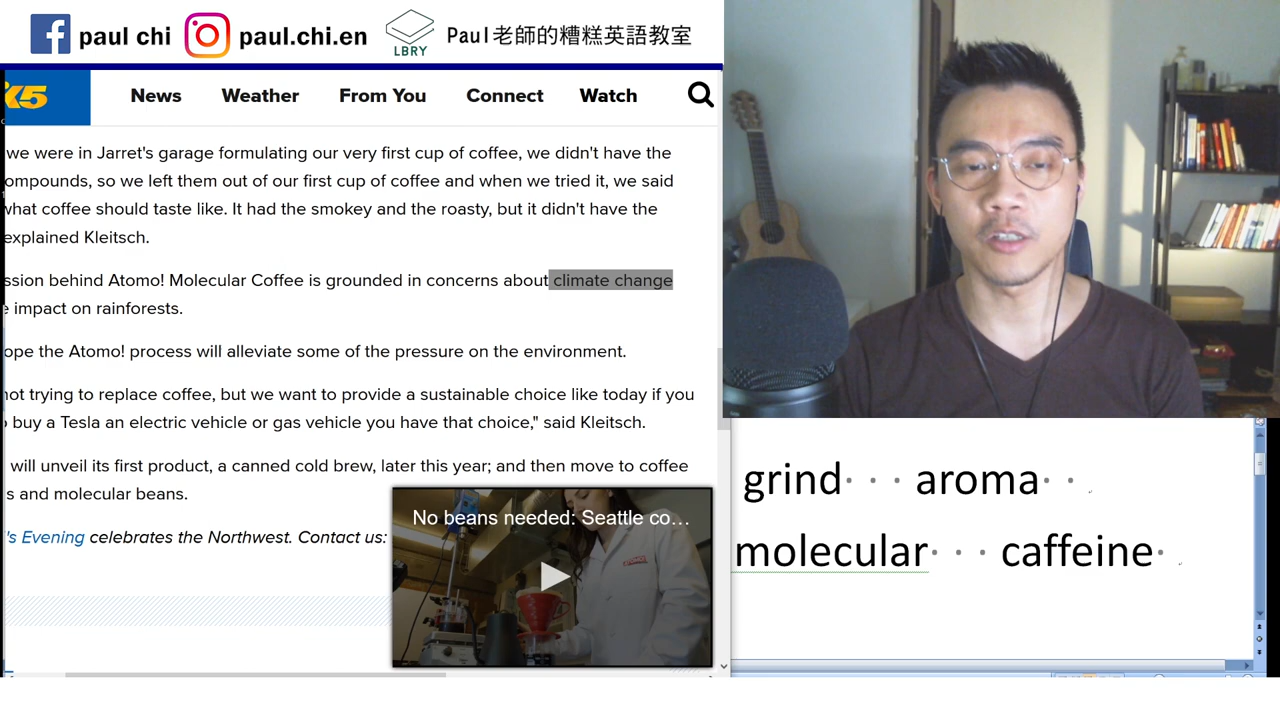 paul chi
paul.chi.en
LBRY
Paul老師的糟糕英語教室
K5
News
Weather
From You
Connect
Watch
we were in Jarret's garage formulating our very first cup of coffee, we didn't have the
ompounds, so we left them out of our first cup of coffee and when we tried it, we said
what coffee should taste like. It had the smokey and the roasty, but it didn't have the
explained Kleitsch.
ssion behind Atomo! Molecular Coffee is grounded in concerns about climate change
e impact on rainforests.
ope the Atomo! process will alleviate some of the pressure on the environment.
not trying to replace coffee, but we want to provide a sustainable choice like today if you
o buy a Tesla an electric vehicle or gas vehicle you have that choice," said Kleitsch.
will unveil its first product, a canned cold brew, later this year; and then move to coffee
s and molecular beans.
's Evening celebrates the Northwest. Contact us:
No beans needed: Seattle co...
grind· · · aroma· ·
molecular· · · caffeine·